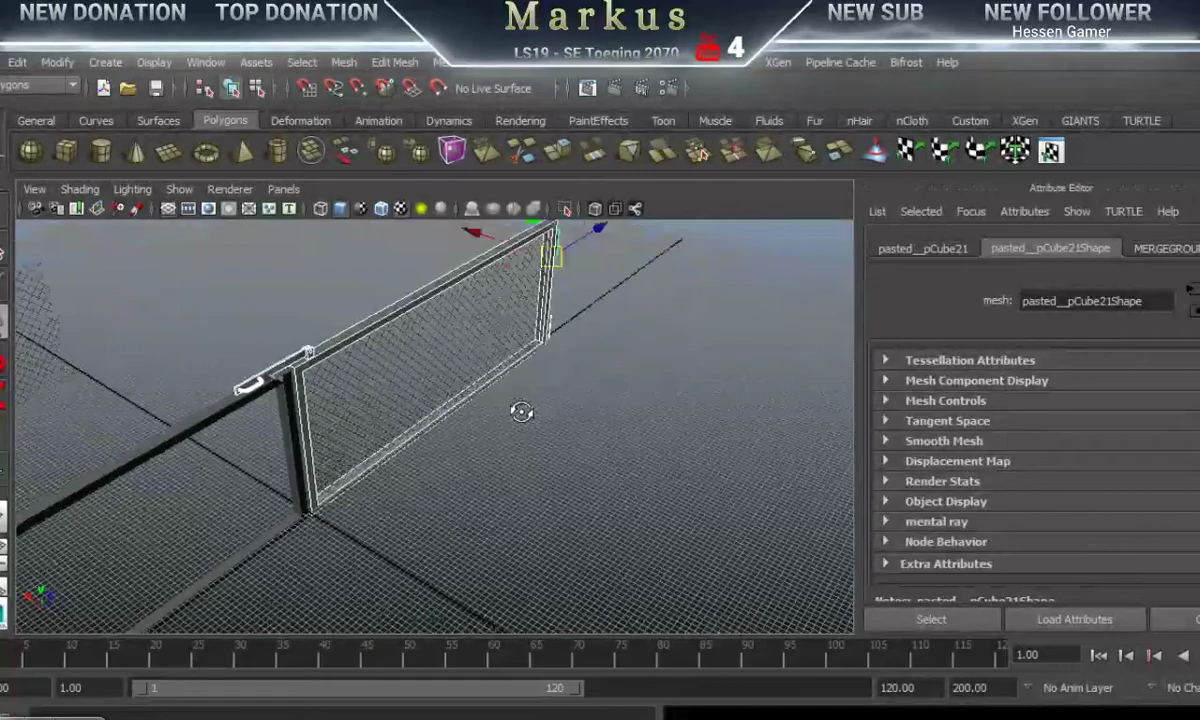 NEW DONATION TOP DONATION Markus NEW SUB NEW FOLLOWER
LS19 - SE Toeging 2070 4 Hessen Gamer
Edit Modify Create Display Window Assets Select Mesh Edit Mesh XGen Pipeline Cache Bifrost Help
No Live Surface
General Curves Surfaces Polygons Deformation Animation Dynamics Rendering PaintEffects Toon Muscle Fluids Fur nHair nCloth Custom XGen GIANTS TURTLE
View Shading Lighting Show Renderer Panels
Attribute Editor
List Selected Focus Attributes Show TURTLE Help
pasted__pCube21 pasted__pCube21Shape MERGEGROU
mesh: pasted__pCube21Shape
Tessellation Attributes
Mesh Component Display
Mesh Controls
Tangent Space
Smooth Mesh
Displacement Map
Render Stats
Object Display
mental ray
Node Behavior
Extra Attributes
Notes: pasted__pCube21Shape
Select Load Attributes
5 10 15 20 25 30 35 40 45 50 55 60 65 70 75 80 85 90 95 100 105 110 115 12
1.00
1.00 1 120 120.00 200.00 No Anim Layer No Cha